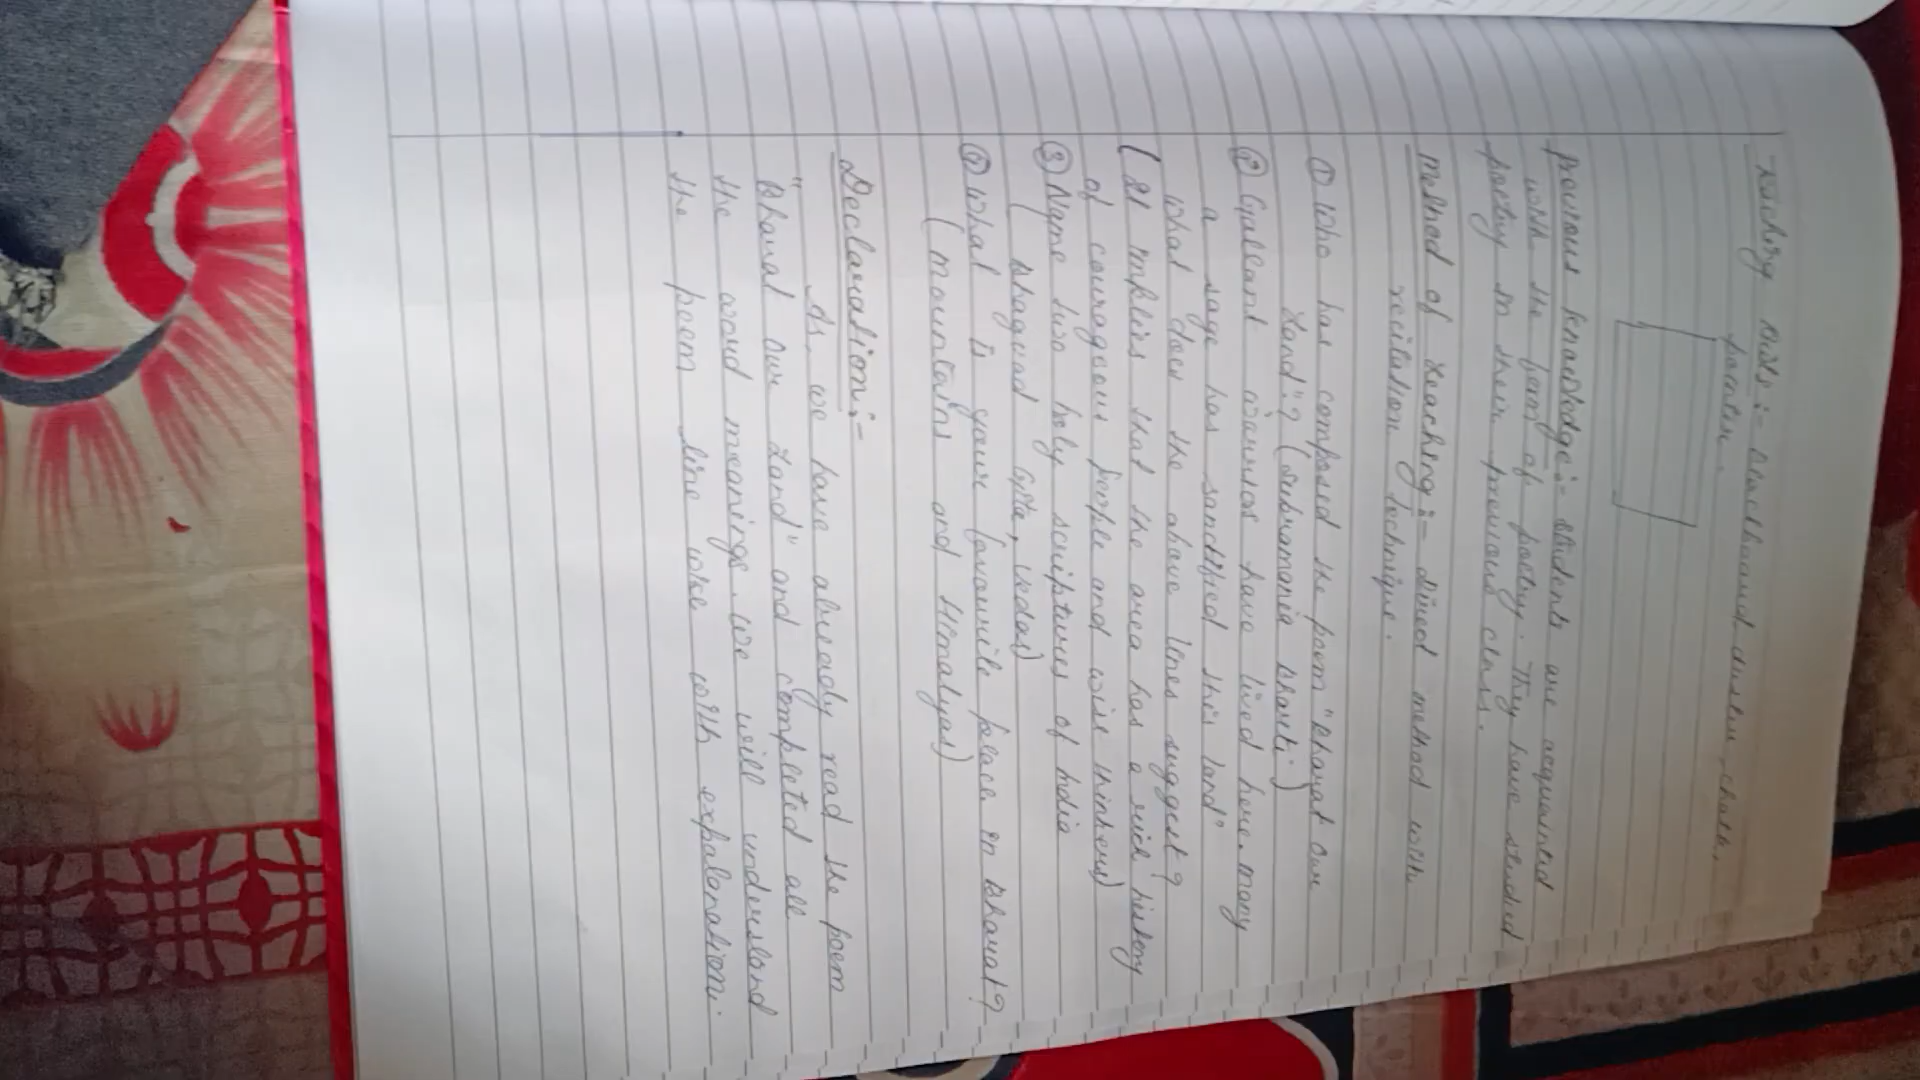 Teaching Aids :- Blackboard, duster, chalk,
pointer.
Previous knowledge :- Students are acquainted
with the form of poetry. They have studied
poetry in their previous class.
Method of teaching :- Direct method with
recitation technique.
① Who has composed the poem "Bharat Our
Land"? (Subramania Bharti)
② Gallant warriors have lived here, many
a sage has sanctified this land"
What does the above lines suggest?
(It implies that the area has a rich history
of courageous people and wise thinkers)
③ Name two holy scriptures of India
(Bhagwad Gita, Vedas)
What is your favourite place in Bharat?
(Mountains and Himalyas)
Declaration :-
As, we have already read the poem
"Bharat Our Land" and completed all
the word meanings. We will understand
the poem line wise with expalanation.